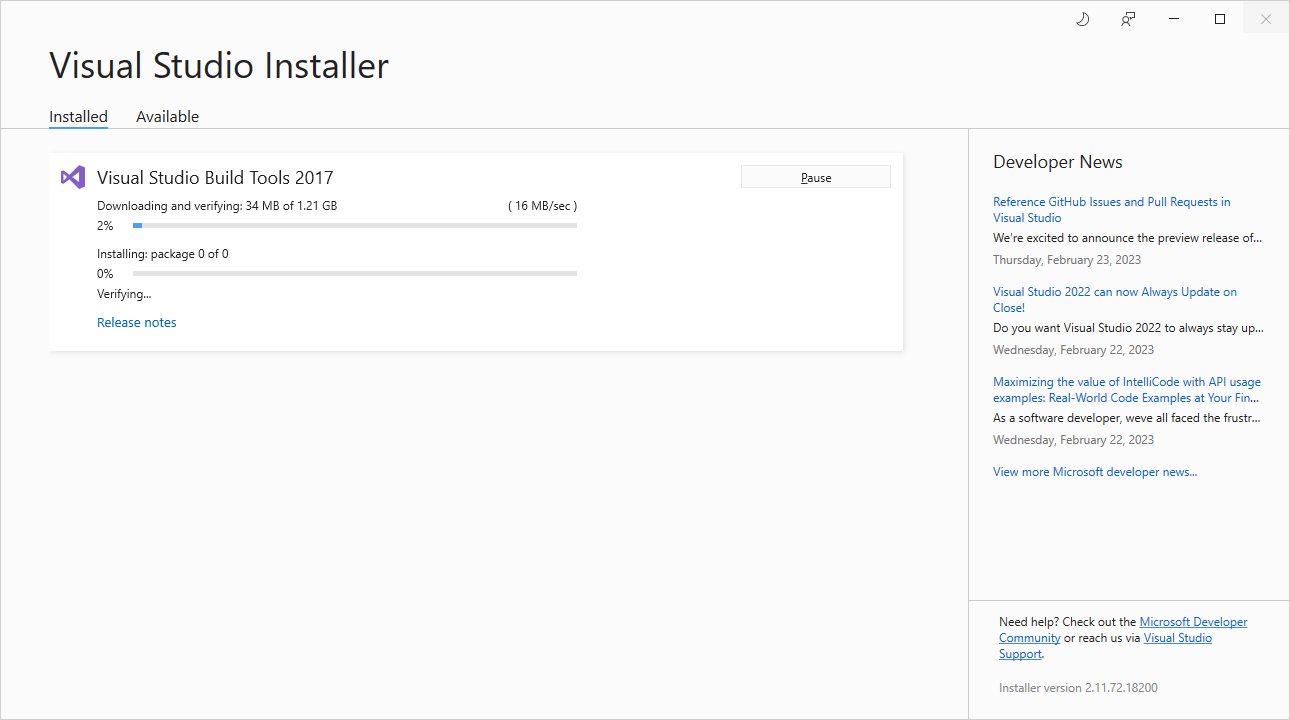 Visual Studio Installer
Installed
Available
Visual Studio Build Tools 2017
Pause
Downloading and verifying: 34 MB of 1.21 GB
( 16 MB/sec )
2%
Installing: package 0 of 0
0%
Verifying...
Release notes
Developer News
Reference GitHub Issues and Pull Requests in
Visual Studio
We're excited to announce the preview release of...
Thursday, February 23, 2023
Visual Studio 2022 can now Always Update on
Close!
Do you want Visual Studio 2022 to always stay up...
Wednesday, February 22, 2023
Maximizing the value of IntelliCode with API usage
examples: Real-World Code Examples at Your Fin...
As a software developer, weve all faced the frustr...
Wednesday, February 22, 2023
View more Microsoft developer news...
Need help? Check out the Microsoft Developer
Community or reach us via Visual Studio
Support.
Installer version 2.11.72.18200